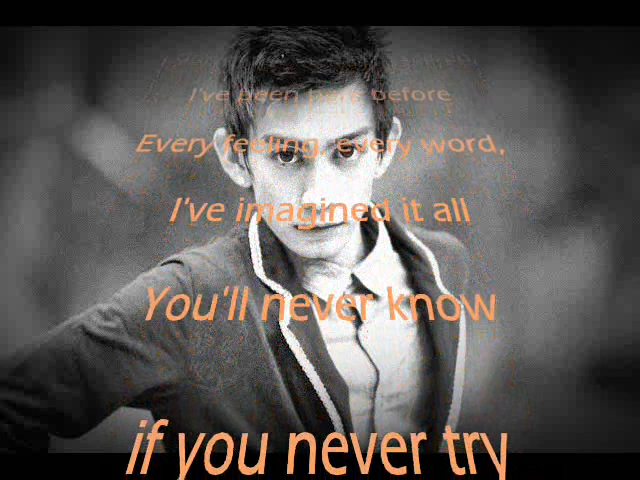 I've been here before
Every feeling, every word,
I've imagined it all
You'll never know
if you never try